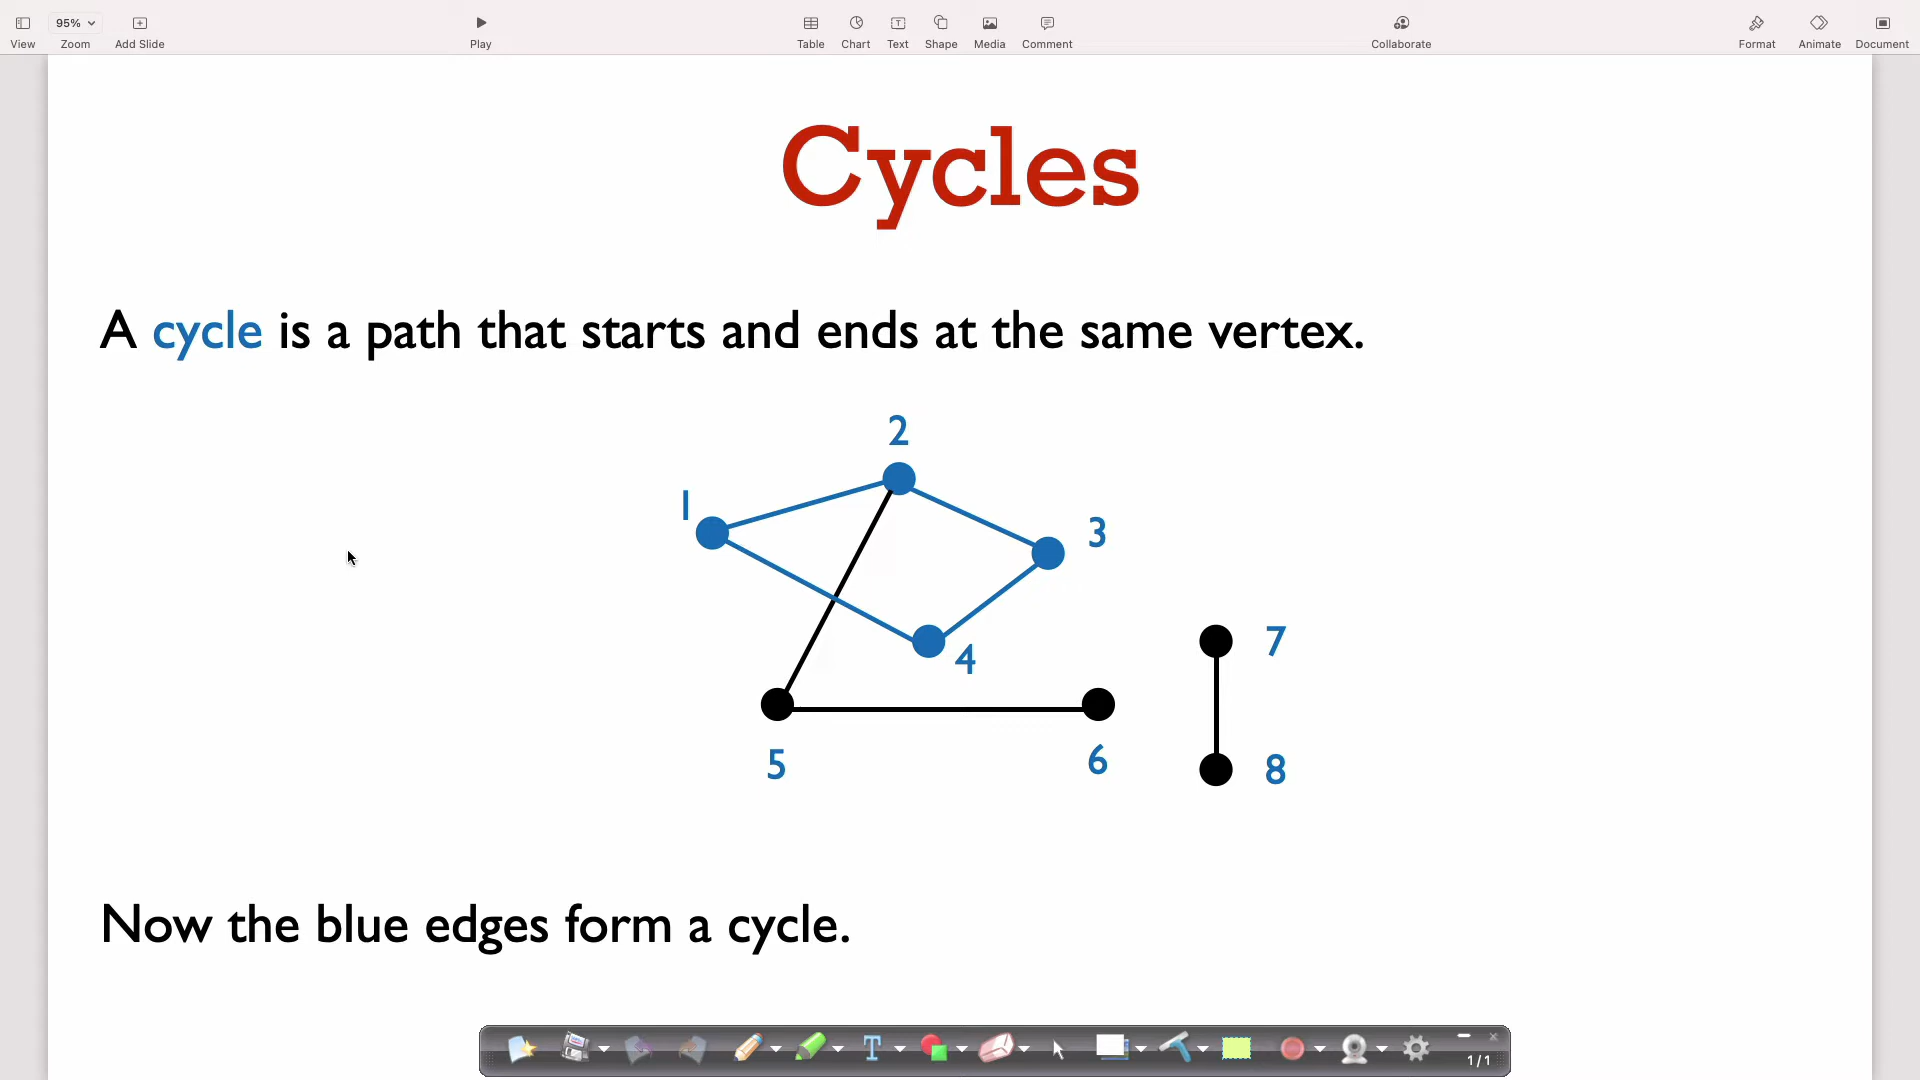 95%
View Zoom Add Slide Play Table Chart Text Shape Media Comment Collaborate Format Animate Document
Cycles
A cycle is a path that starts and ends at the same vertex.
2
1
3
4
7
5
6
8
Now the blue edges form a cycle.
1/1